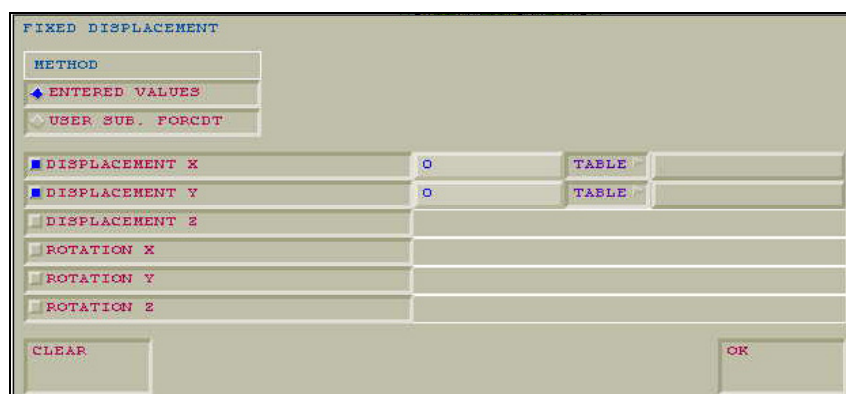 FIXED DISPLACEMENT
METHOD
ENTERED VALUES
USER SUB. FORCDT
DISPLACEMENT X 0 TABLE
DISPLACEMENT Y 0 TABLE
DISPLACEMENT Z
ROTATION X
ROTATION Y
ROTATION Z
CLEAR OK